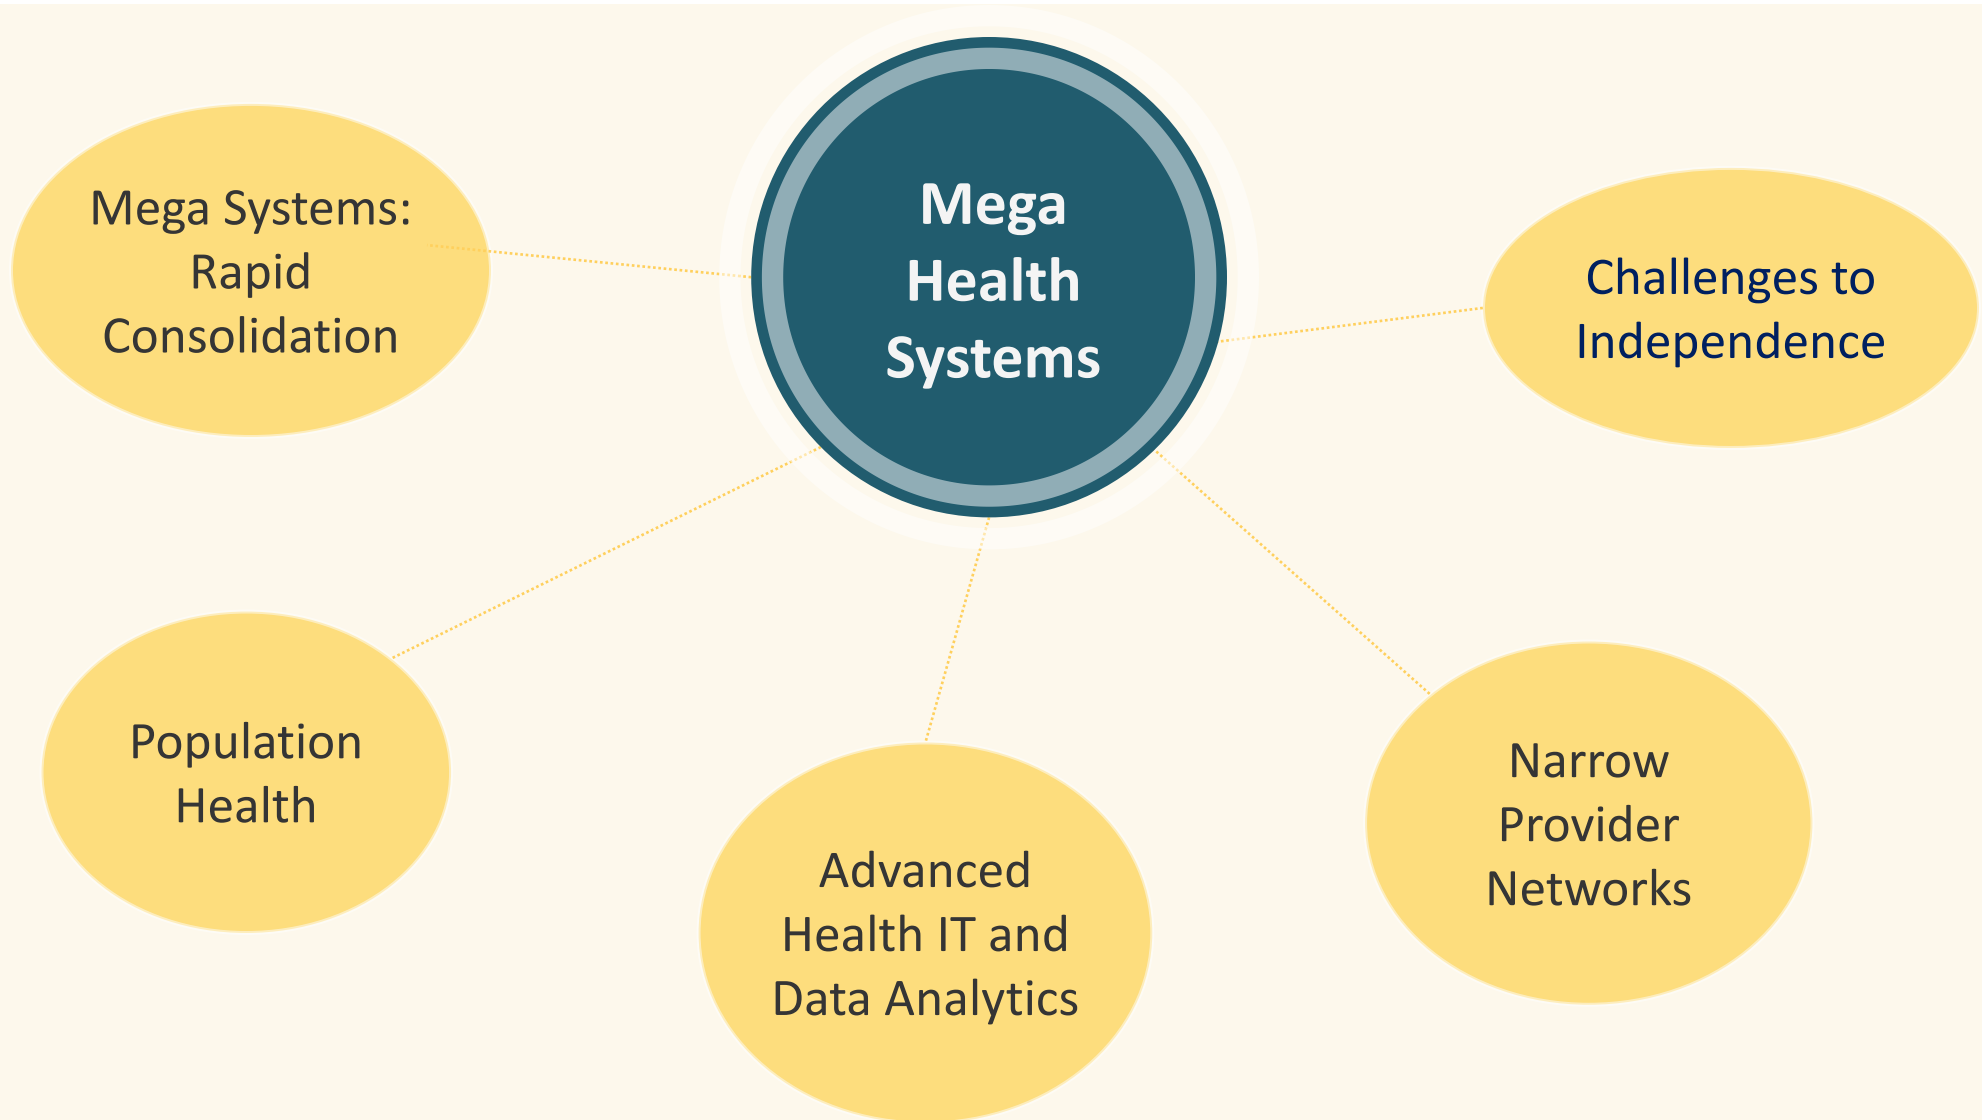 Mega
Health
Systems
Mega Systems:
Rapid
Consolidation
Challenges to
Independence
Population
Health
Advanced
Health IT and
Data Analytics
Narrow
Provider
Networks